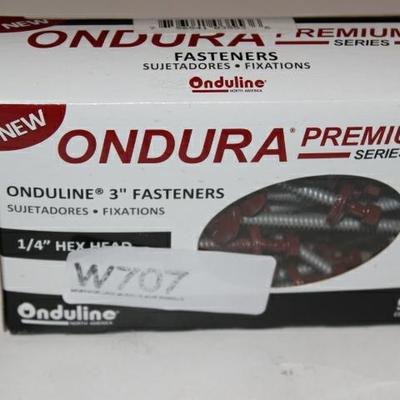 NEW
ONDURA PREMIUM
SERIES
FASTENERS
SUJETADORES • FIXATIONS
Onduline
NORTH AMERICA
NEW
ONDURA® PREMIUM
SERIES
ONDULINE® 3" FASTENERS
SUJETADORES • FIXATIONS
1/4" HEX HEAD
W707
Onduline
NORTH AMERICA